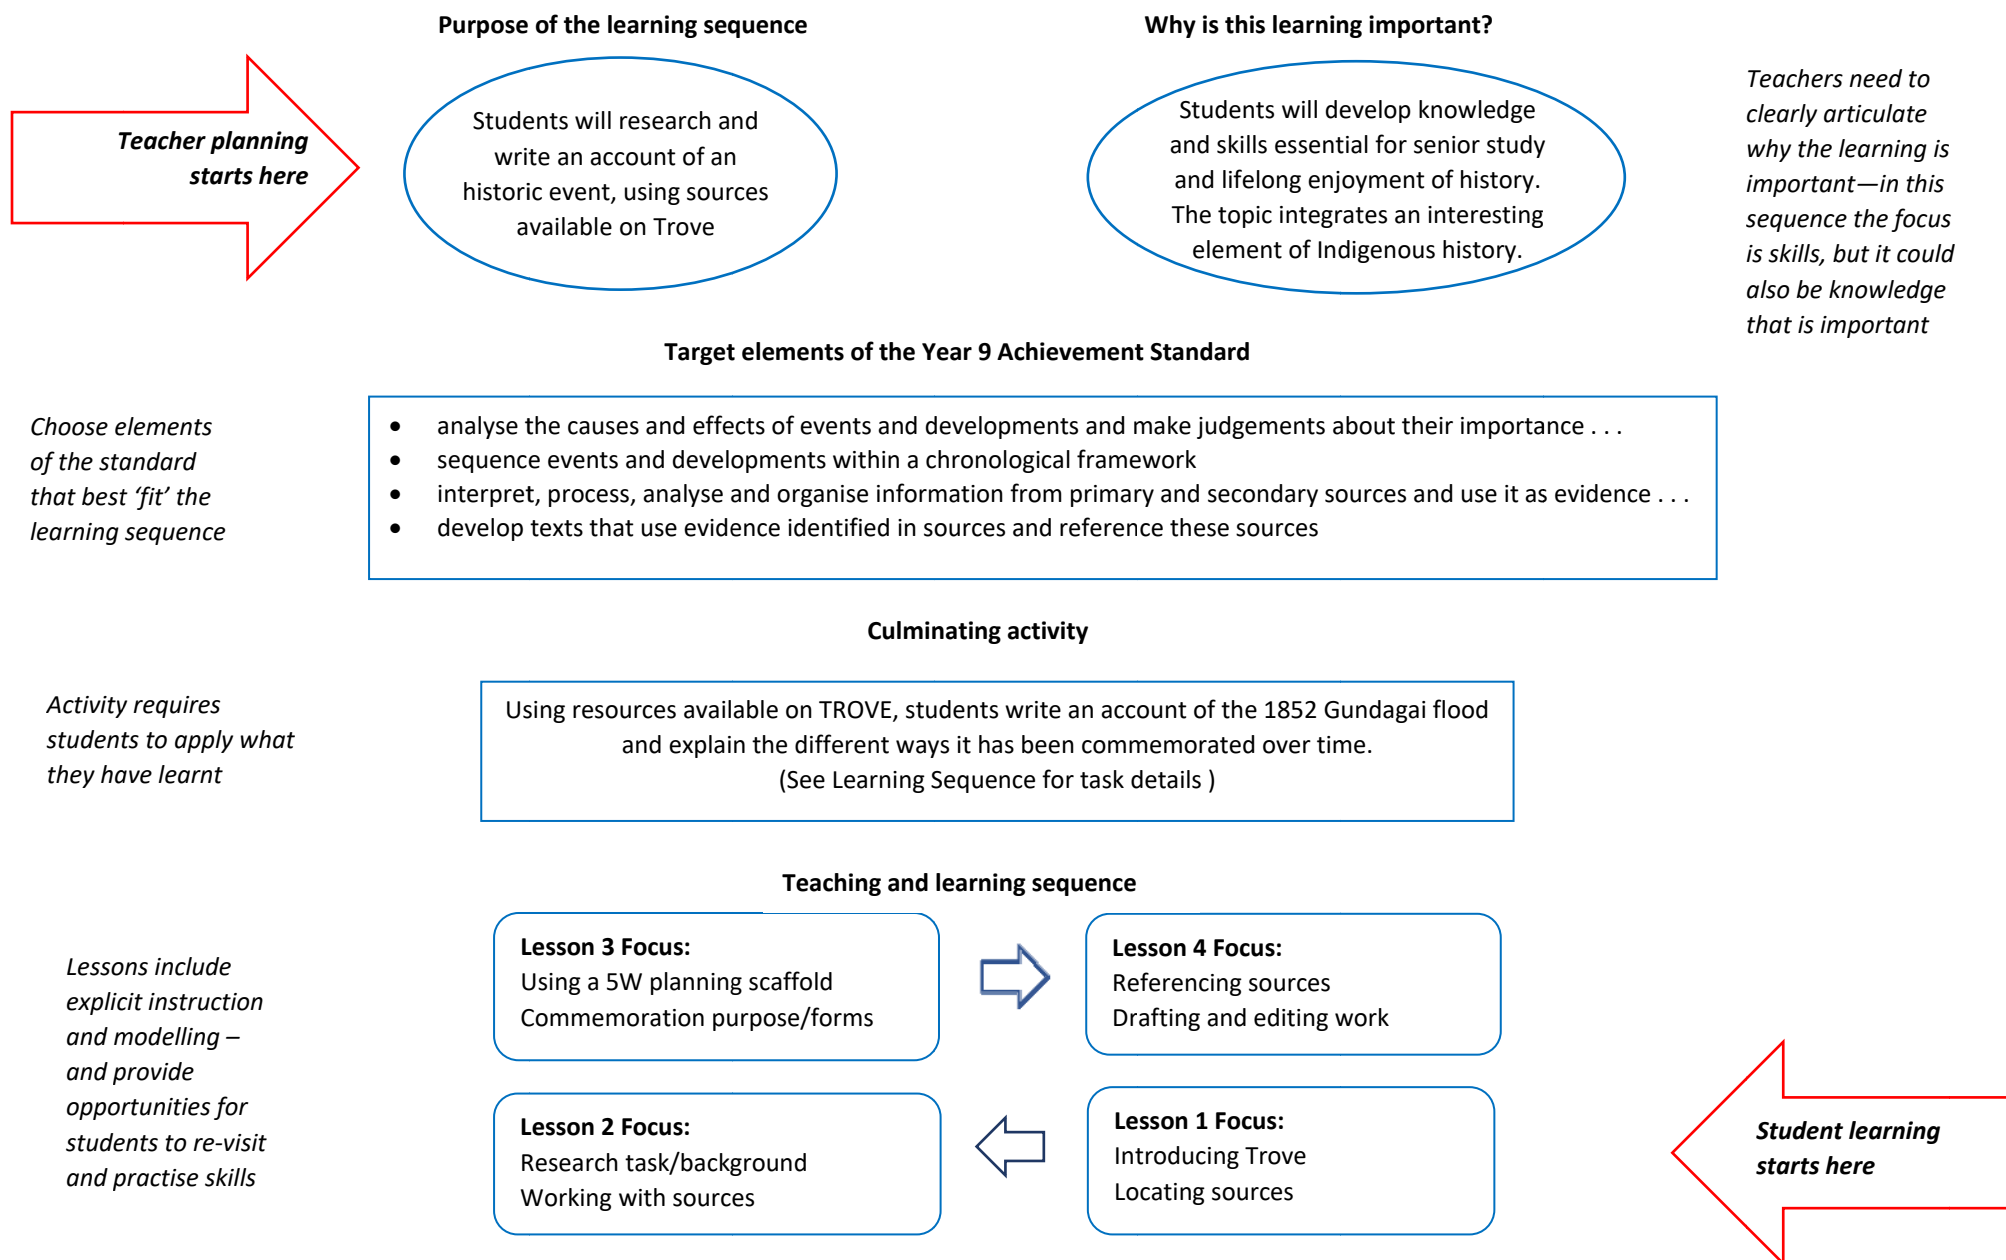 Purpose of the learning sequence
Why is this learning important?
Teacher planning
starts here
Students will research and
write an account of an
historic event, using sources
available on Trove
Students will develop knowledge
and skills essential for senior study
and lifelong enjoyment of history.
The topic integrates an interesting
element of Indigenous history.
Teachers need to
clearly articulate
why the learning is
important—in this
sequence the focus
is skills, but it could
also be knowledge
that is important
Target elements of the Year 9 Achievement Standard
Choose elements
of the standard
that best ‘fit’ the
learning sequence
• analyse the causes and effects of events and developments and make judgements about their importance . . .
• sequence events and developments within a chronological framework
• interpret, process, analyse and organise information from primary and secondary sources and use it as evidence . . .
• develop texts that use evidence identified in sources and reference these sources
Culminating activity
Activity requires
students to apply what
they have learnt
Using resources available on TROVE, students write an account of the 1852 Gundagai flood
and explain the different ways it has been commemorated over time.
(See Learning Sequence for task details )
Teaching and learning sequence
Lessons include
explicit instruction
and modelling –
and provide
opportunities for
students to re-visit
and practise skills
Lesson 3 Focus:
Using a 5W planning scaffold
Commemoration purpose/forms
Lesson 4 Focus:
Referencing sources
Drafting and editing work
Lesson 2 Focus:
Research task/background
Working with sources
Lesson 1 Focus:
Introducing Trove
Locating sources
Student learning
starts here